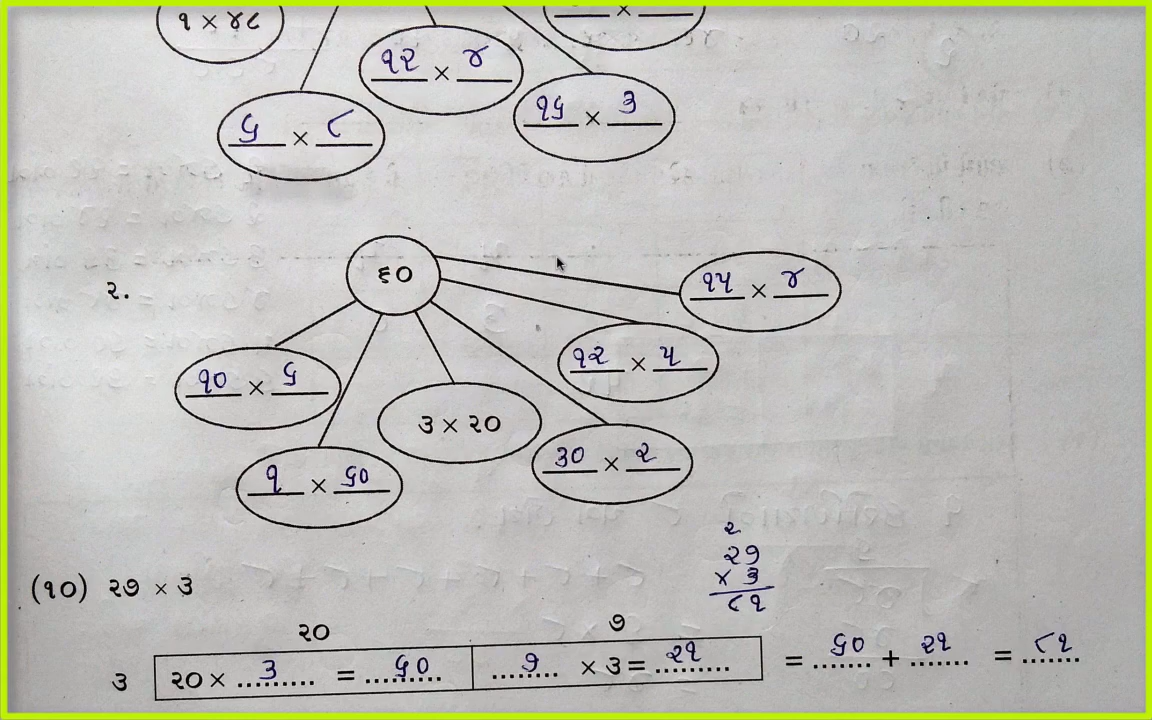 ૧ × ૪૮
૧૨ × ૪
૧૬ × ૩
૬ × ૮
૨. ૬૦
૧૫ × ૪
૧૨ × ૫
૧૦ × ૬
૩ × ૨૦
૩૦ × ૨
૧ × ૬૦
૨
૨૭
× ૩
૮૧
(૧૦) ૨૭ × ૩
૨૦ ૭
૩ ૨૦ × ...૩... = ...૬૦... ...૭... × ૩ = ...૨૧... = ...૬૦... + ...૨૧... = ...૮૧...